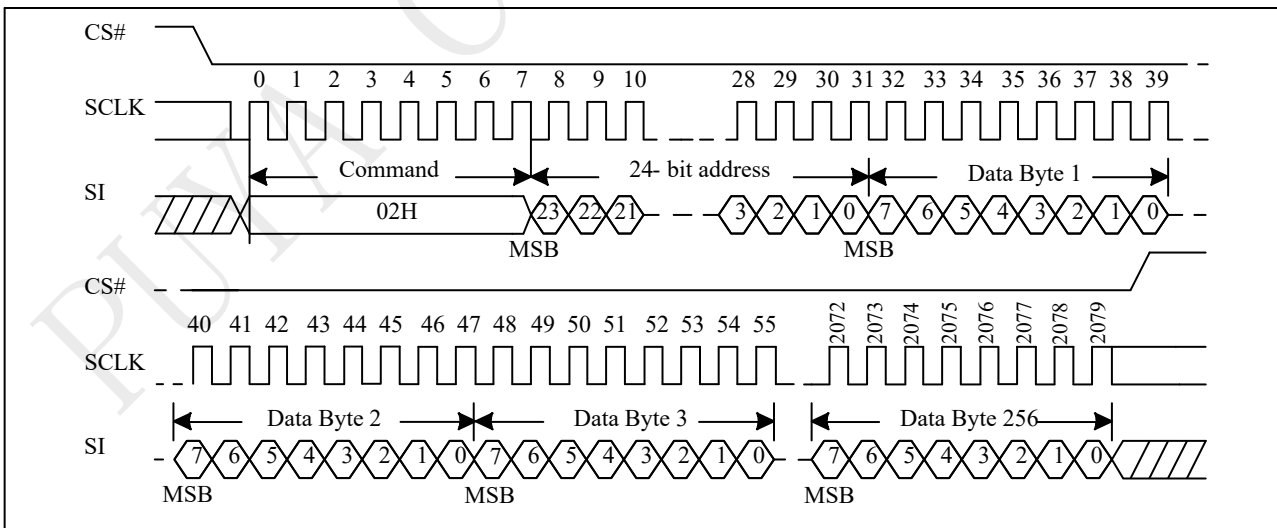 CS#
0 1 2 3 4 5 6 7 8 9 10 28 29 30 31 32 33 34 35 36 37 38 39
SCLK
Command 24- bit address Data Byte 1
SI
02H 23 22 21 3 2 1 0 7 6 5 4 3 2 1 0
MSB MSB
CS#
40 41 42 43 44 45 46 47 48 49 50 51 52 53 54 55 2072 2073 2074 2075 2076 2077 2078 2079
SCLK
Data Byte 2 Data Byte 3 Data Byte 256
SI
7 6 5 4 3 2 1 0 7 6 5 4 3 2 1 0 7 6 5 4 3 2 1 0
MSB MSB MSB
PUYA C